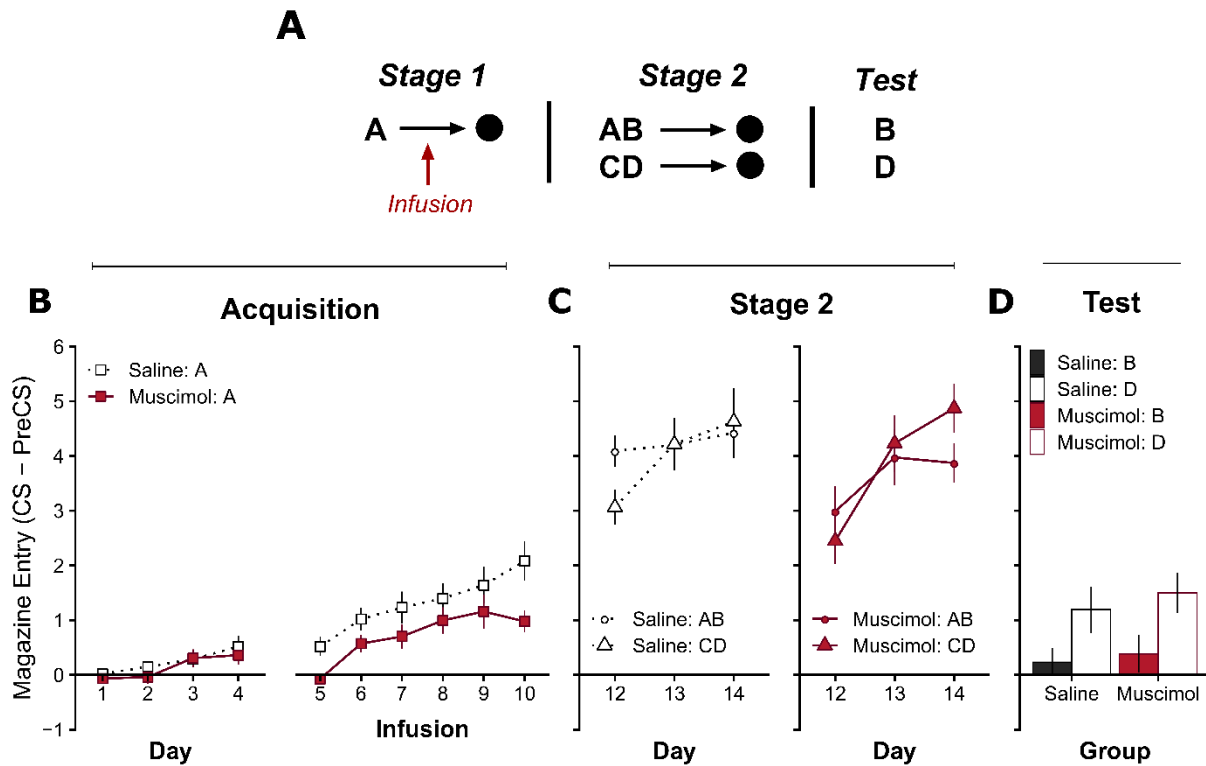 A
Stage 1
Stage 2
Test
A
AB
B
CD
D
Infusion
B
Acquisition
C
Stage 2
D
Test
Magazine Entry (CS − PreCS)
6
5
4
3
2
1
0
−1
Saline: A
Muscimol: A
1 2 3 4
5 6 7 8 9 10
Day
Infusion
Saline: AB
Saline: CD
12 13 14
Day
Muscimol: AB
Muscimol: CD
12 13 14
Day
Saline: B
Saline: D
Muscimol: B
Muscimol: D
Saline Muscimol
Group